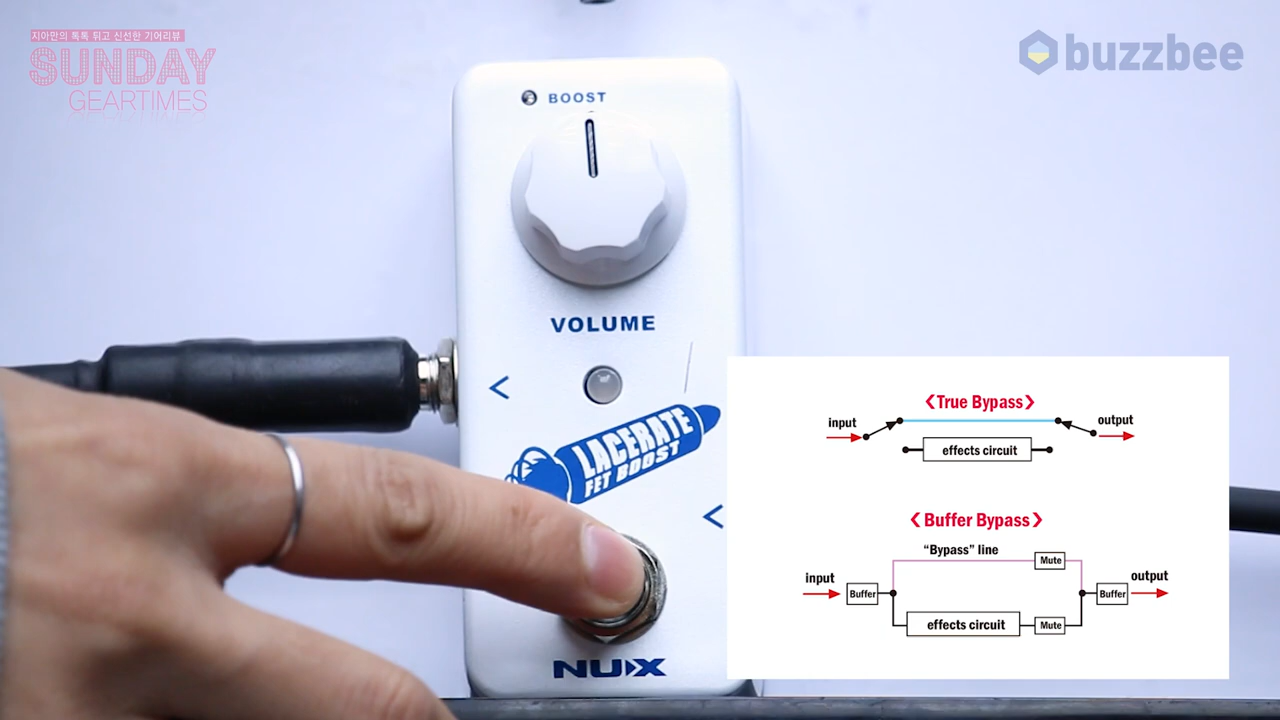 지아만의 톡톡 튀고 신선한 기어리뷰
SUNDAY
GEARTIMES
buzzbee
BOOST
VOLUME
LACERATE
FET BOOST
NUX
<True Bypass>
input
output
effects circuit
<Buffer Bypass>
“Bypass” line
Mute
input
output
Buffer
Buffer
effects circuit
Mute